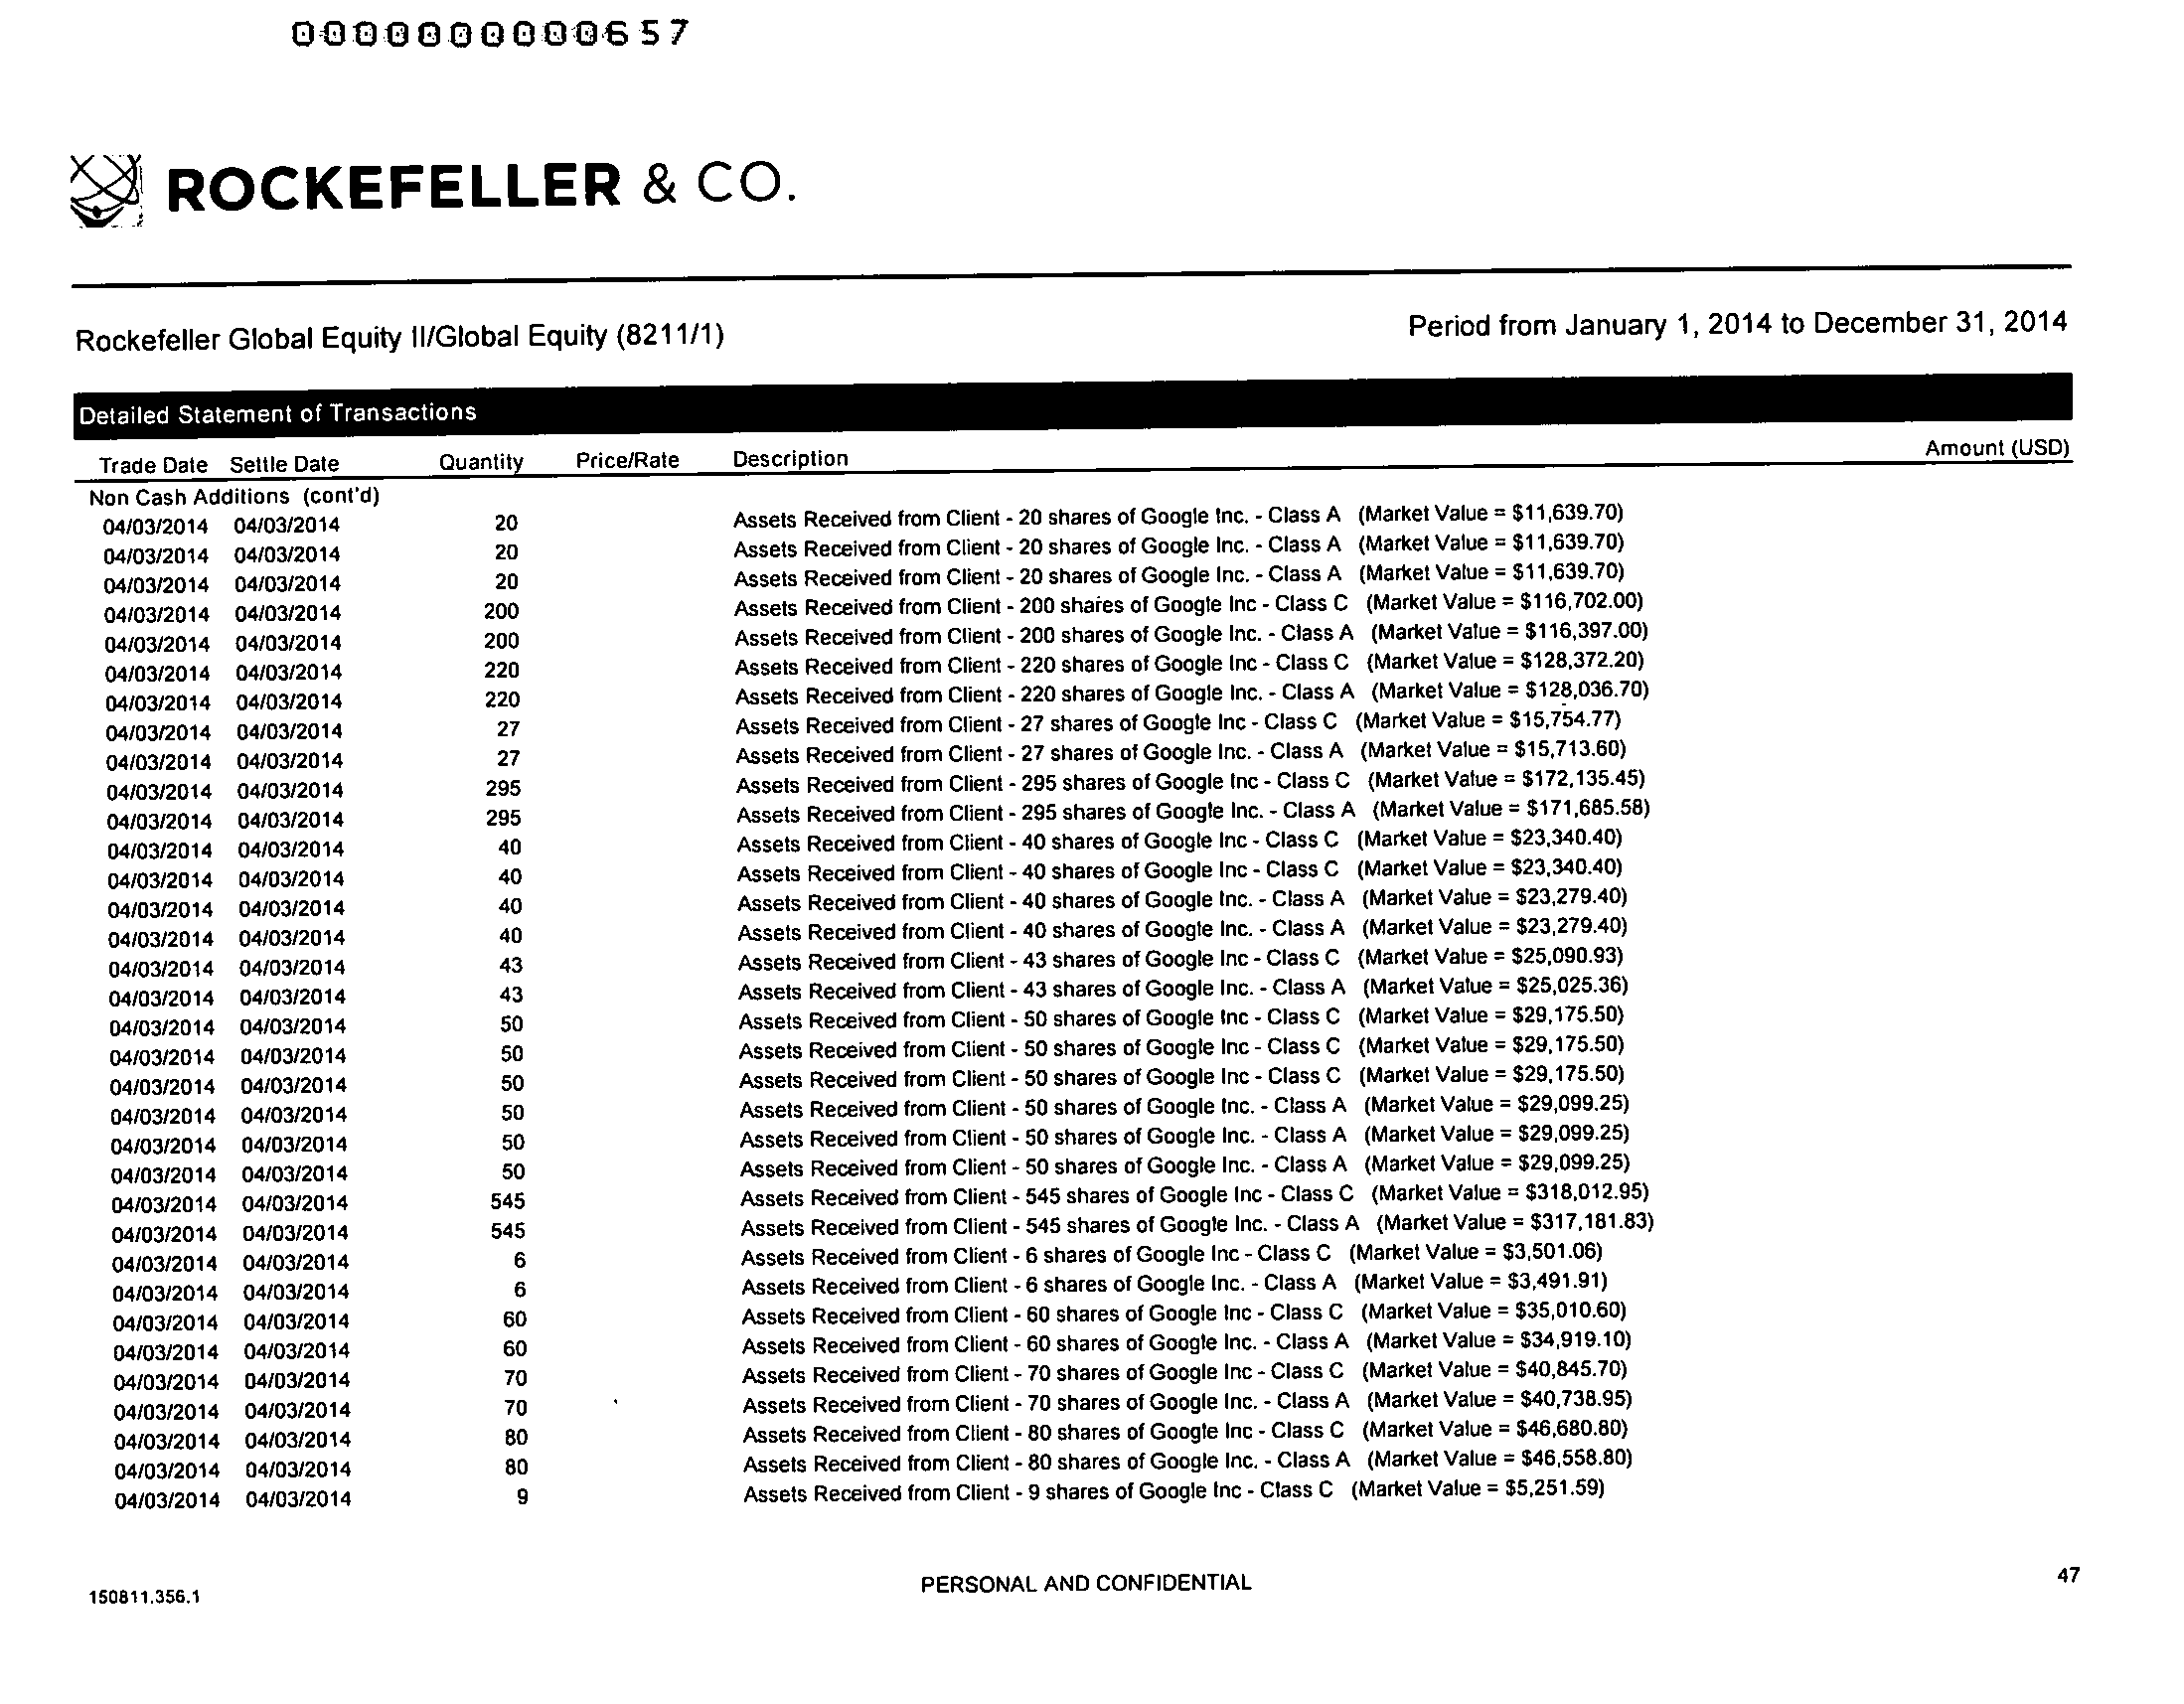 0000000000657
ROCKEFELLER & CO.
Rockefeller Global Equity II/Global Equity (8211/1) Period from January 1, 2014 to December 31, 2014
Detailed Statement of Transactions
Trade Date Settle Date Quantity Price/Rate Description Amount (USD)
Non Cash Additions (cont'd)
04/03/2014 04/03/2014 20 Assets Received from Client - 20 shares of Google Inc. - Class A (Market Value = $11,639.70)
04/03/2014 04/03/2014 20 Assets Received from Client - 20 shares of Google Inc. - Class A (Market Value = $11,639.70)
04/03/2014 04/03/2014 20 Assets Received from Client - 20 shares of Google Inc. - Class A (Market Value = $11,639.70)
04/03/2014 04/03/2014 200 Assets Received from Client - 200 shares of Google Inc - Class C (Market Value = $116,702.00)
04/03/2014 04/03/2014 200 Assets Received from Client - 200 shares of Google Inc. - Class A (Market Value = $116,397.00)
04/03/2014 04/03/2014 220 Assets Received from Client - 220 shares of Google Inc - Class C (Market Value = $128,372.20)
04/03/2014 04/03/2014 220 Assets Received from Client - 220 shares of Google Inc. - Class A (Market Value = $128,036.70)
04/03/2014 04/03/2014 27 Assets Received from Client - 27 shares of Google Inc - Class C (Market Value = $15,754.77)
04/03/2014 04/03/2014 27 Assets Received from Client - 27 shares of Google Inc. - Class A (Market Value = $15,713.60)
04/03/2014 04/03/2014 295 Assets Received from Client - 295 shares of Google Inc - Class C (Market Value = $172,135.45)
04/03/2014 04/03/2014 295 Assets Received from Client - 295 shares of Google Inc. - Class A (Market Value = $171,685.58)
04/03/2014 04/03/2014 40 Assets Received from Client - 40 shares of Google Inc - Class C (Market Value = $23,340.40)
04/03/2014 04/03/2014 40 Assets Received from Client - 40 shares of Google Inc - Class C (Market Value = $23,340.40)
04/03/2014 04/03/2014 40 Assets Received from Client - 40 shares of Google Inc. - Class A (Market Value = $23,279.40)
04/03/2014 04/03/2014 40 Assets Received from Client - 40 shares of Google Inc. - Class A (Market Value = $23,279.40)
04/03/2014 04/03/2014 43 Assets Received from Client - 43 shares of Google Inc - Class C (Market Value = $25,090.93)
04/03/2014 04/03/2014 43 Assets Received from Client - 43 shares of Google Inc. - Class A (Market Value = $25,025.36)
04/03/2014 04/03/2014 50 Assets Received from Client - 50 shares of Google Inc - Class C (Market Value = $29,175.50)
04/03/2014 04/03/2014 50 Assets Received from Client - 50 shares of Google Inc - Class C (Market Value = $29,175.50)
04/03/2014 04/03/2014 50 Assets Received from Client - 50 shares of Google Inc - Class C (Market Value = $29,175.50)
04/03/2014 04/03/2014 50 Assets Received from Client - 50 shares of Google Inc. - Class A (Market Value = $29,099.25)
04/03/2014 04/03/2014 50 Assets Received from Client - 50 shares of Google Inc. - Class A (Market Value = $29,099.25)
04/03/2014 04/03/2014 50 Assets Received from Client - 50 shares of Google Inc. - Class A (Market Value = $29,099.25)
04/03/2014 04/03/2014 545 Assets Received from Client - 545 shares of Google Inc - Class C (Market Value = $318,012.95)
04/03/2014 04/03/2014 545 Assets Received from Client - 545 shares of Google Inc. - Class A (Market Value = $317,181.83)
04/03/2014 04/03/2014 6 Assets Received from Client - 6 shares of Google Inc - Class C (Market Value = $3,501.06)
04/03/2014 04/03/2014 6 Assets Received from Client - 6 shares of Google Inc. - Class A (Market Value = $3,491.91)
04/03/2014 04/03/2014 60 Assets Received from Client - 60 shares of Google Inc - Class C (Market Value = $35,010.60)
04/03/2014 04/03/2014 60 Assets Received from Client - 60 shares of Google Inc. - Class A (Market Value = $34,919.10)
04/03/2014 04/03/2014 70 Assets Received from Client - 70 shares of Google Inc - Class C (Market Value = $40,845.70)
04/03/2014 04/03/2014 70 Assets Received from Client - 70 shares of Google Inc. - Class A (Market Value = $40,738.95)
04/03/2014 04/03/2014 80 Assets Received from Client - 80 shares of Google Inc - Class C (Market Value = $46,680.80)
04/03/2014 04/03/2014 80 Assets Received from Client - 80 shares of Google Inc. - Class A (Market Value = $46,558.80)
04/03/2014 04/03/2014 9 Assets Received from Client - 9 shares of Google Inc - Class C (Market Value = $5,251.59)
150811.356.1 PERSONAL AND CONFIDENTIAL 47